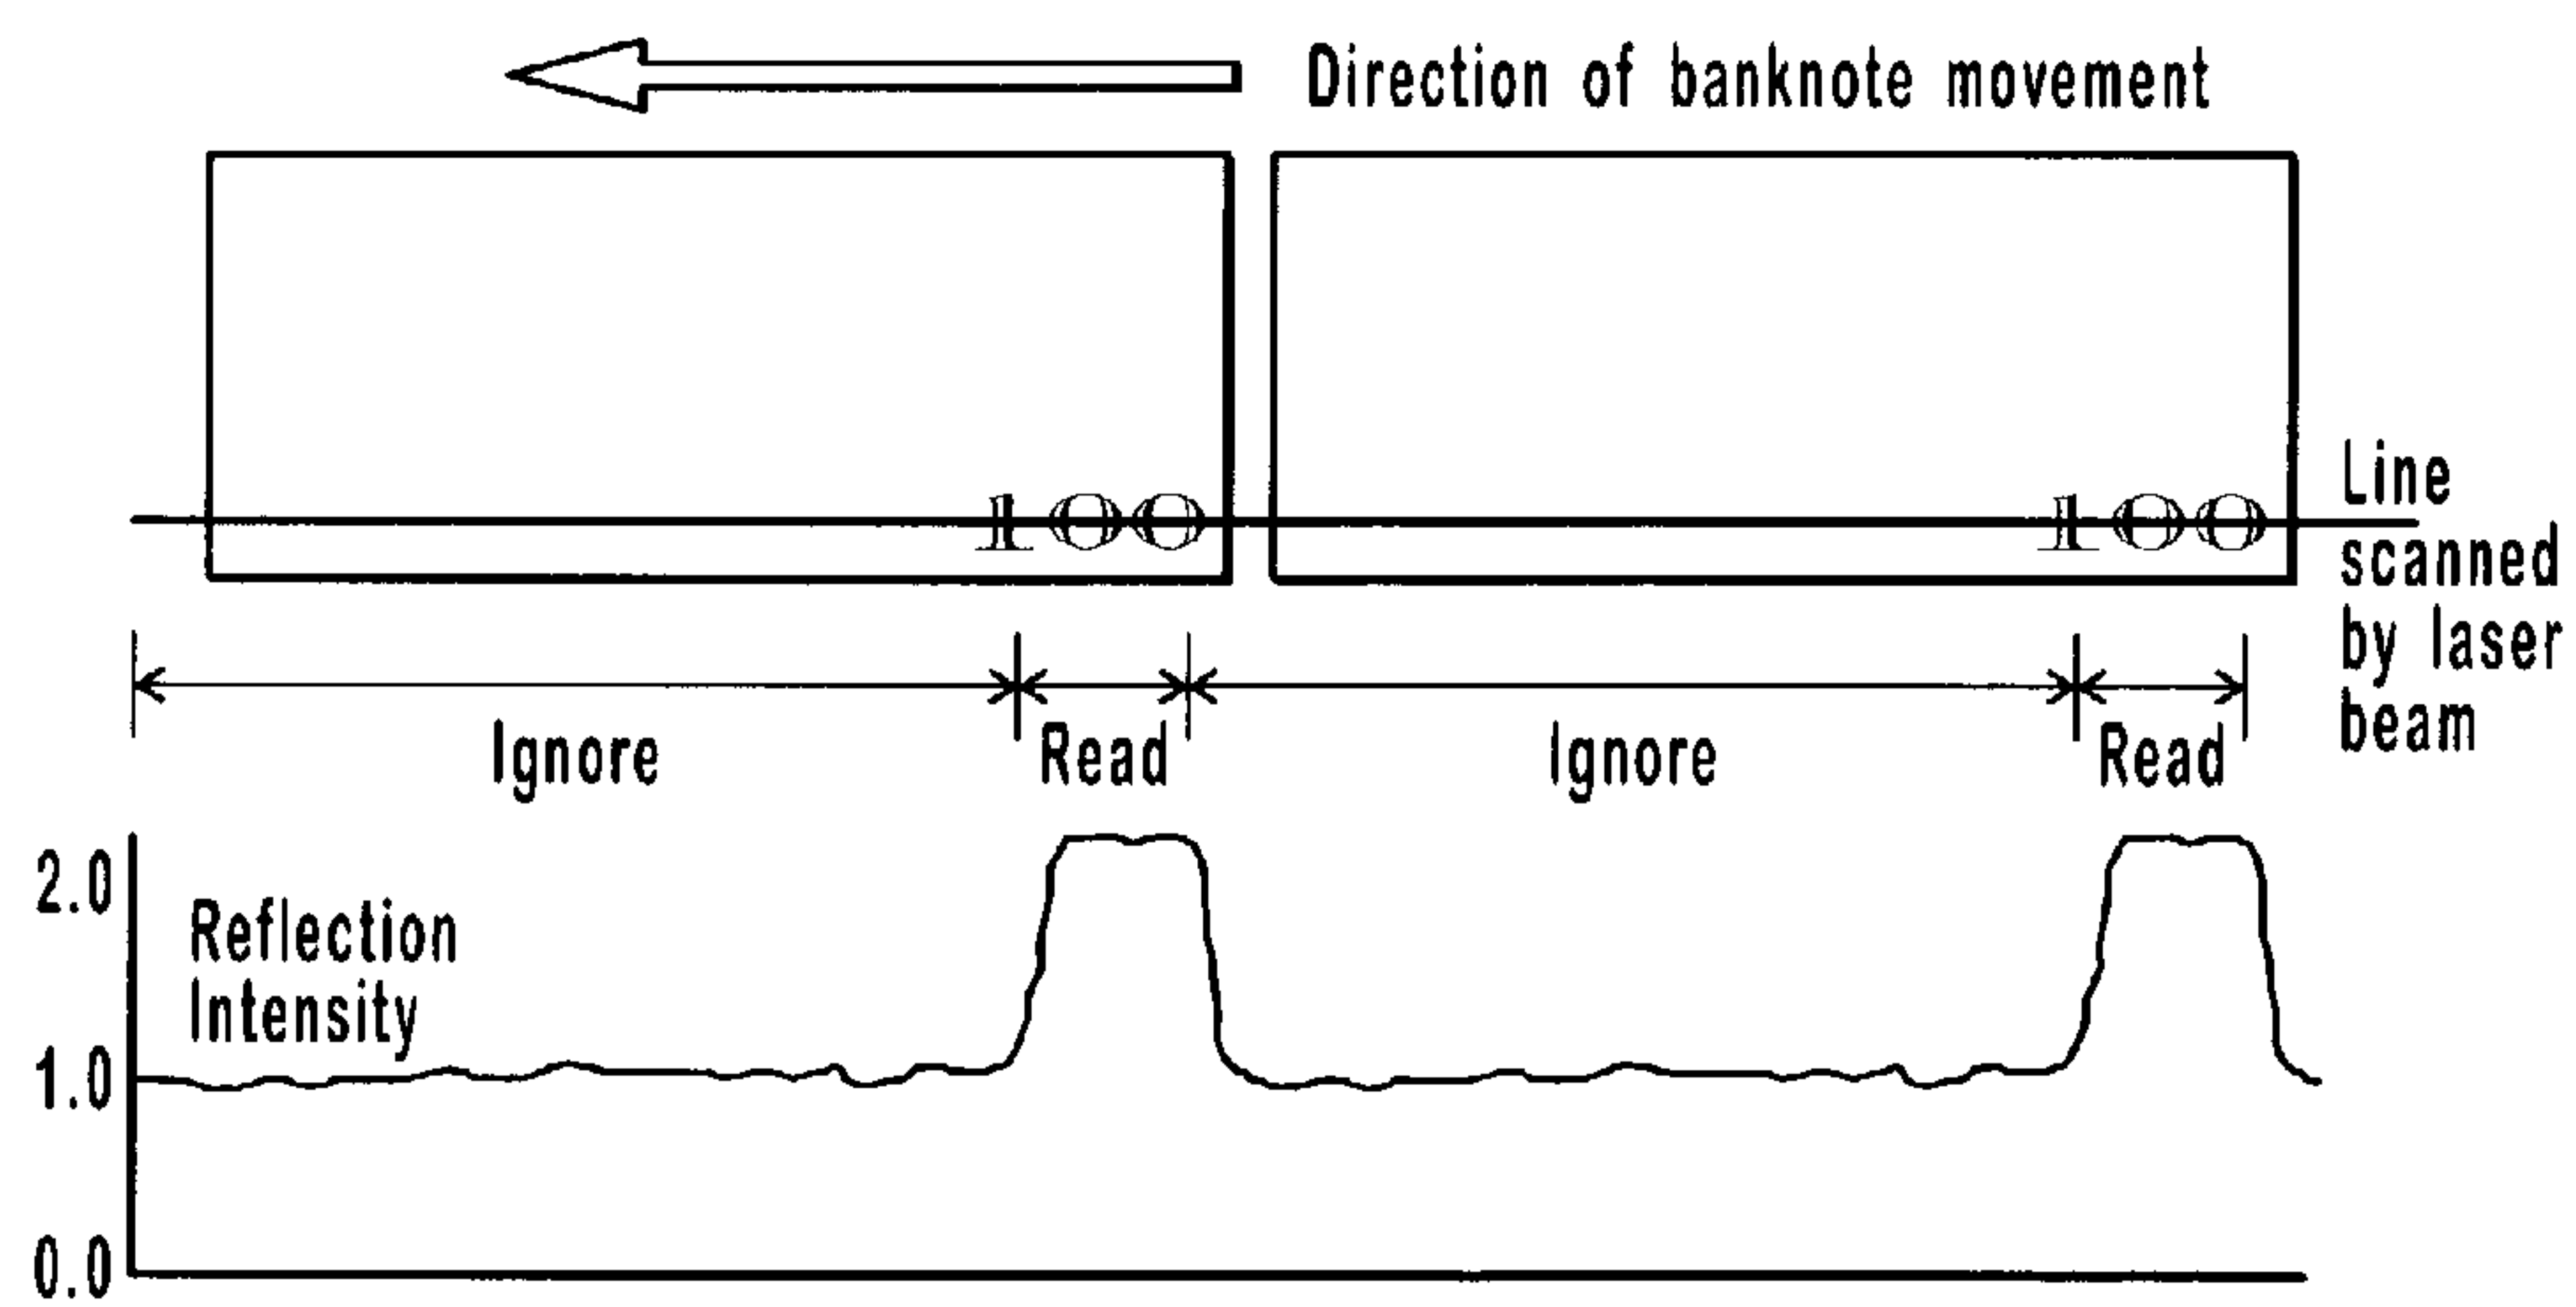 Direction of banknote movement
100 100
Line
scanned
by laser
beam
Ignore Read Ignore Read
2.0
Reflection
Intensity
1.0
0.0